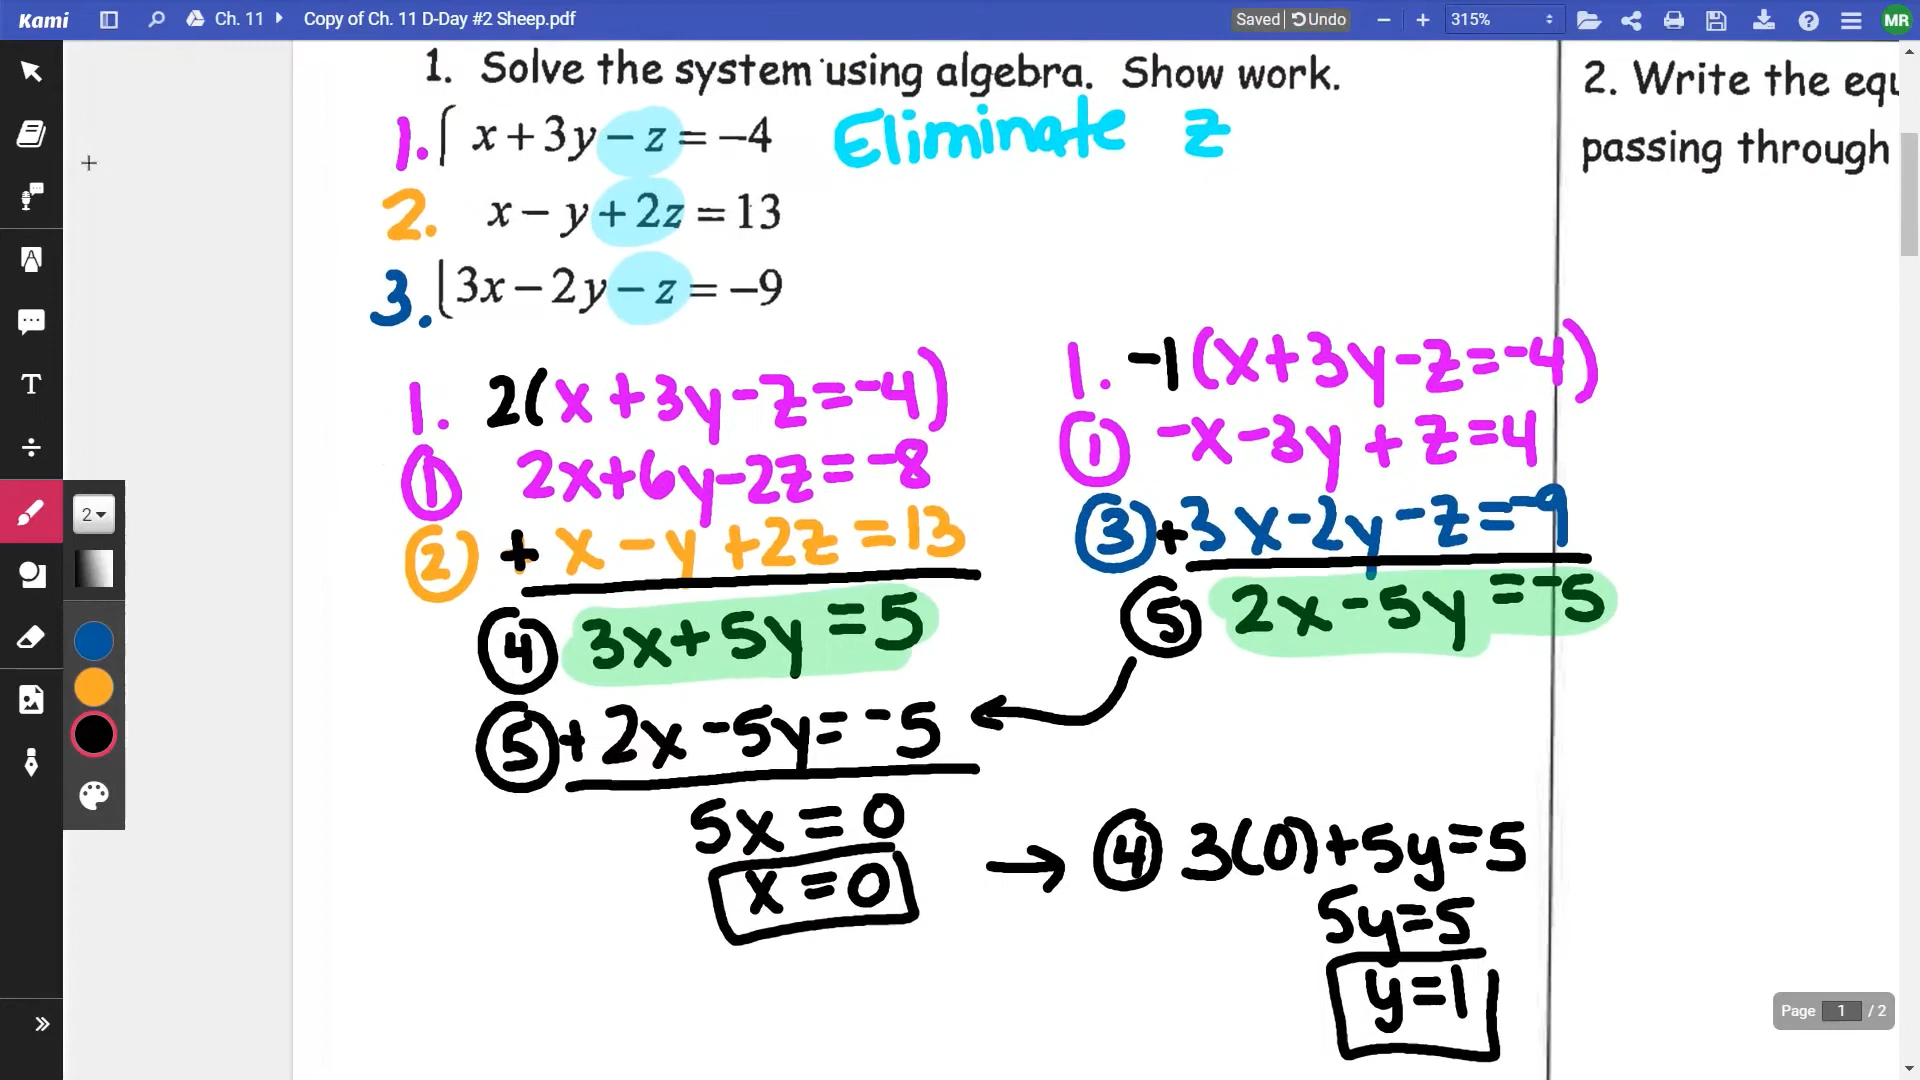 Kami
Ch. 11
Copy of Ch. 11 D-Day #2 Sheep.pdf
Saved
Undo
315%
MR
1. Solve the system using algebra. Show work.
1. x + 3y − z = −4
Eliminate z
2. x − y + 2z = 13
3. 3x − 2y − z = −9
2. Write the equ
passing through
1. 2(x + 3y - z = -4)
① 2x + 6y - 2z = -8
② + x - y + 2z = 13
④ 3x + 5y = 5
⑤ + 2x - 5y = -5
5x = 0
x = 0
1. -1(x + 3y - z = -4)
① -x - 3y + z = 4
③ + 3x - 2y - z = -9
⑤ 2x - 5y = -5
→ ④ 3(0) + 5y = 5
5y = 5
y = 1
T
2
Page 1 / 2